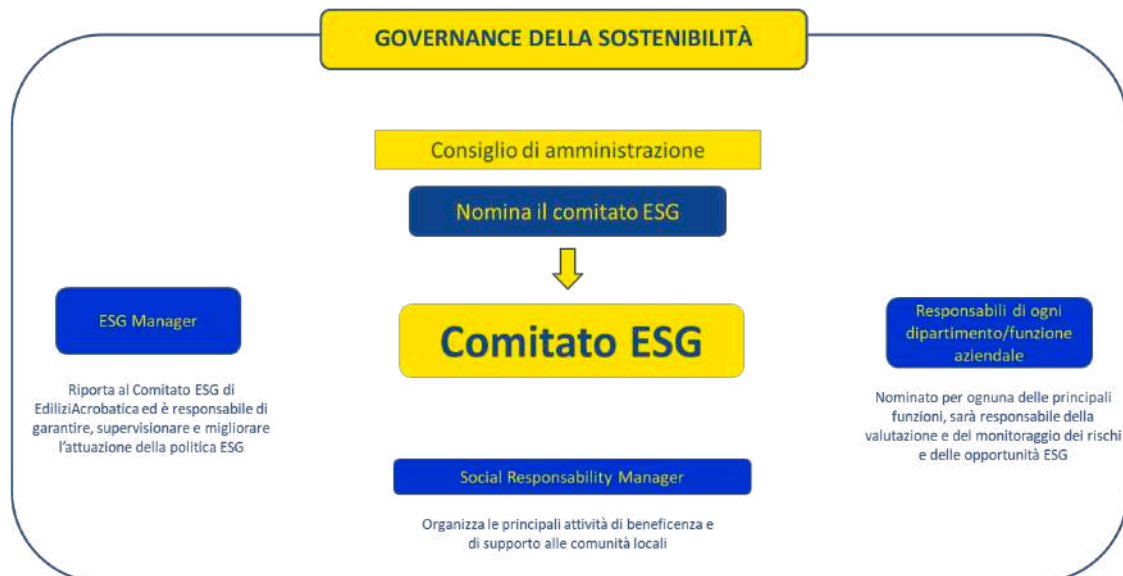 GOVERNANCE DELLA SOSTENIBILITÀ
Consiglio di amministrazione
Nomina il comitato ESG
ESG Manager
Riporta al Comitato ESG di
EdiliziAcrobatica ed è responsabile di
garantire, supervisionare e migliorare
l'attuazione della politica ESG
Comitato ESG
Responsabili di ogni
dipartimento/funzione
aziendale
Nominato per ognuna delle principali
funzioni, sarà responsabile della
valutazione e del monitoraggio dei rischi
e delle opportunità ESG
Social Responsability Manager
Organizza le principali attività di beneficenza e
di supporto alle comunità locali